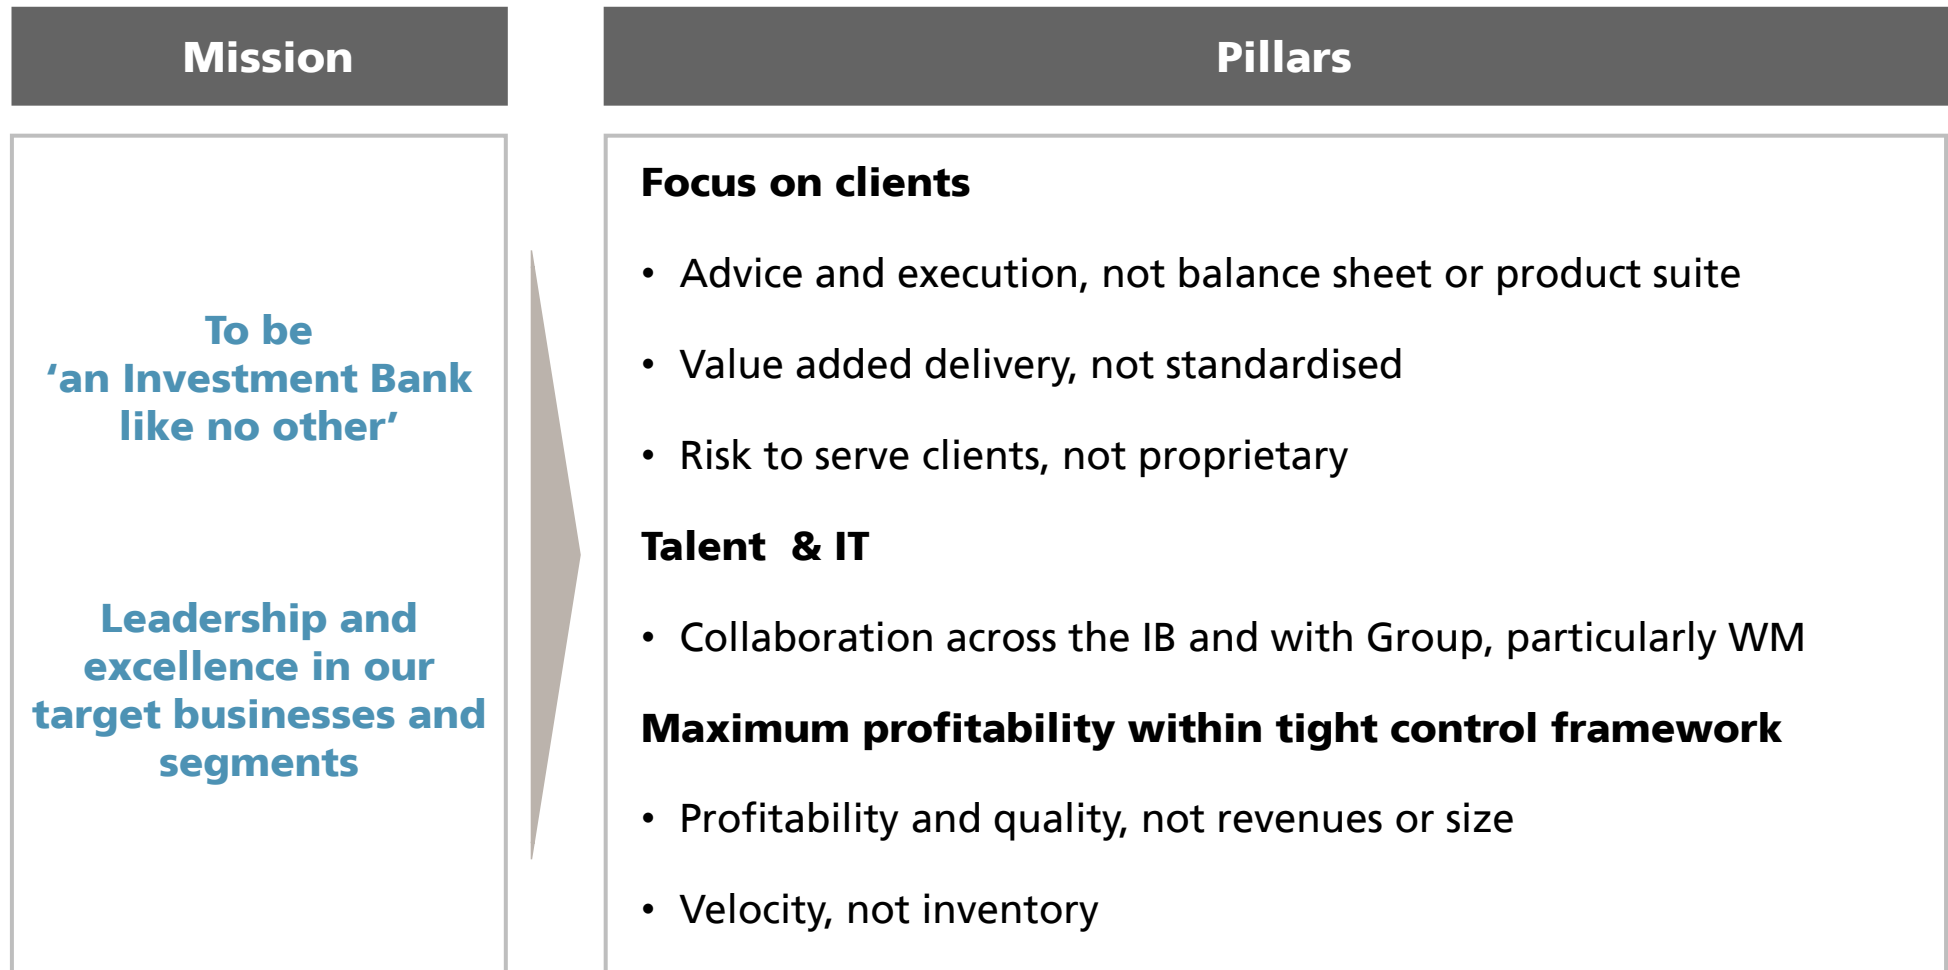 Mission
To be
‘an Investment Bank
like no other’
Leadership and
excellence in our
target businesses and
segments
Pillars
Focus on clients
• Advice and execution, not balance sheet or product suite
• Value added delivery, not standardised
• Risk to serve clients, not proprietary
Talent  & IT
• Collaboration across the IB and with Group, particularly WM
Maximum profitability within tight control framework
• Profitability and quality, not revenues or size
• Velocity, not inventory